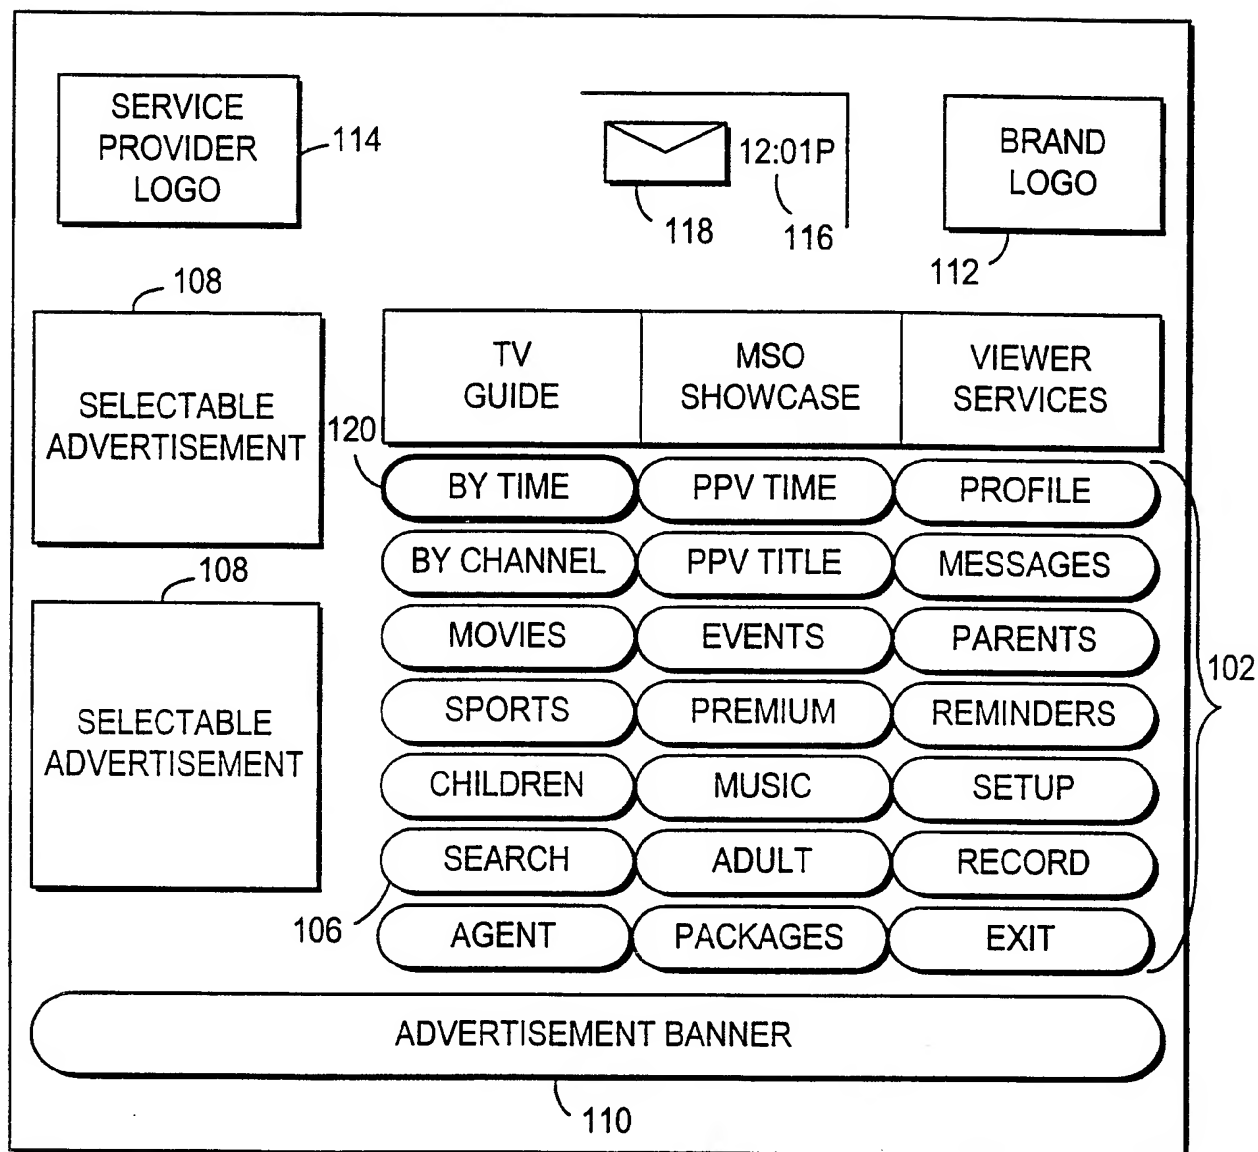 SERVICE
PROVIDER
LOGO
114
12:01P
118
116
BRAND
LOGO
112
108
SELECTABLE
ADVERTISEMENT
108
SELECTABLE
ADVERTISEMENT
TV
GUIDE
MSO
SHOWCASE
VIEWER
SERVICES
120
BY TIME
PPV TIME
PROFILE
BY CHANNEL
PPV TITLE
MESSAGES
MOVIES
EVENTS
PARENTS
102
SPORTS
PREMIUM
REMINDERS
CHILDREN
MUSIC
SETUP
SEARCH
ADULT
RECORD
106
AGENT
PACKAGES
EXIT
ADVERTISEMENT BANNER
110